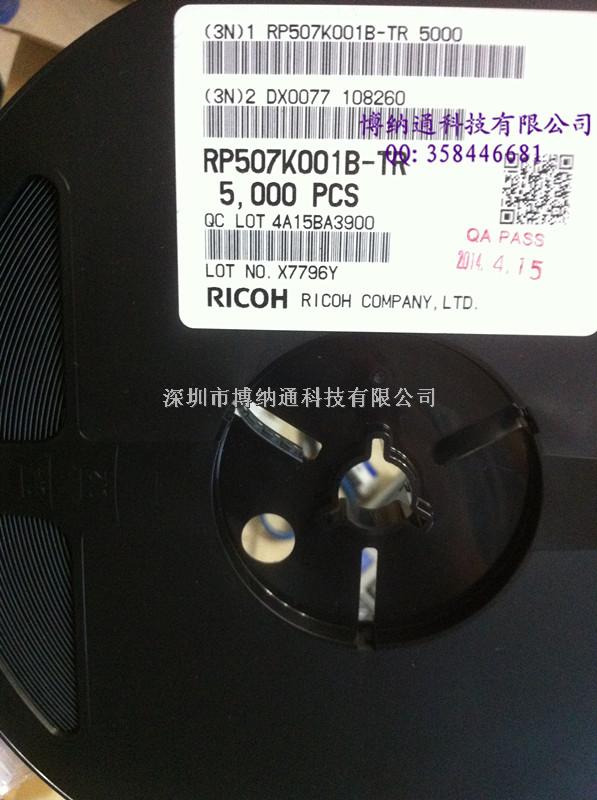 (3N)1 RP507K001B-TR 5000
(3N)2 DX0077 108260
博纳通科技有限公司
QQ: 358446681
RP507K001B-TR
5,000 PCS
QC LOT 4A15BA3900
QA PASS
2014.4.15
LOT NO. X7796Y
RICOH RICOH COMPANY,LTD.
深圳市博纳通科技有限公司